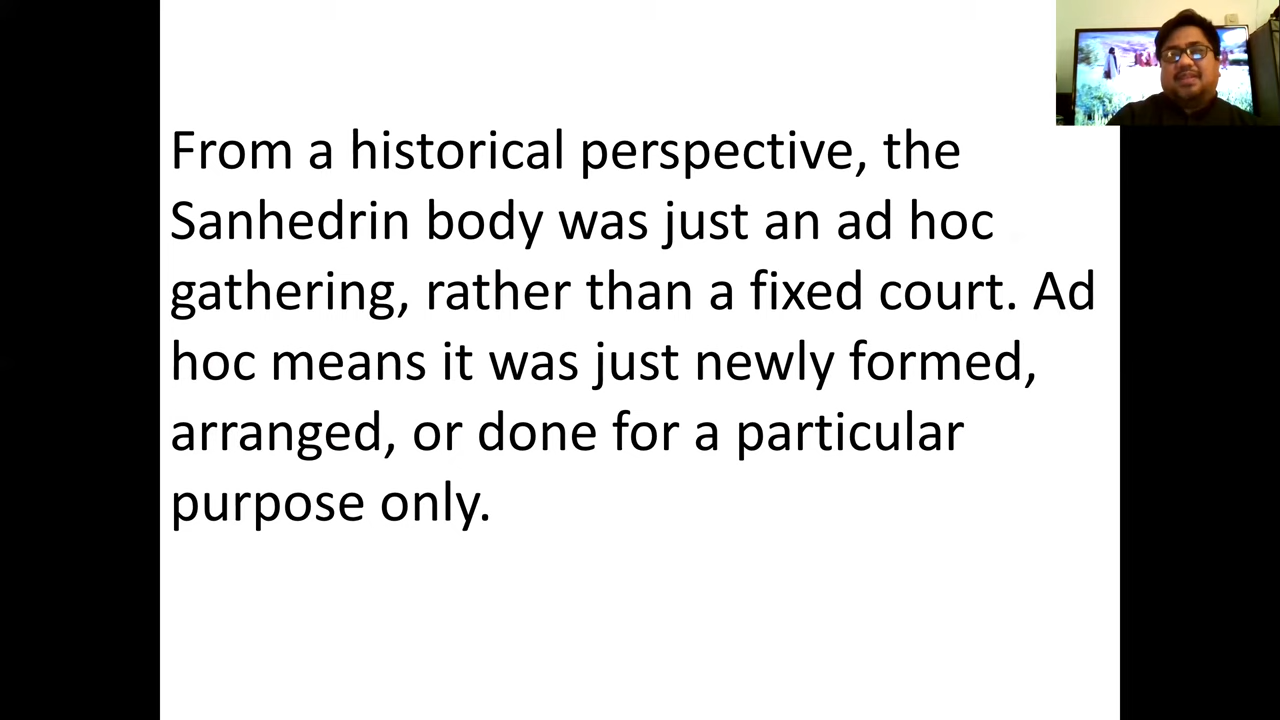 From a historical perspective, the
Sanhedrin body was just an ad hoc
gathering, rather than a fixed court. Ad
hoc means it was just newly formed,
arranged, or done for a particular
purpose only.